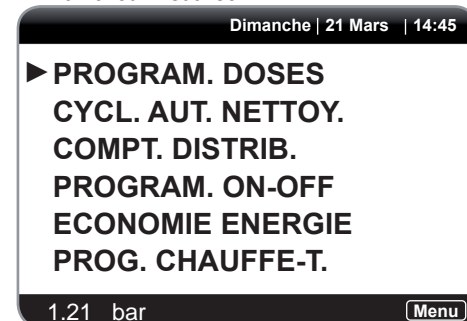 Dimanche | 21 Mars | 14:45
►PROGRAM. DOSES
CYCL. AUT. NETTOY.
COMPT. DISTRIB.
PROGRAM. ON-OFF
ECONOMIE ENERGIE
PROG. CHAUFFE-T.
1.21 bar Menu